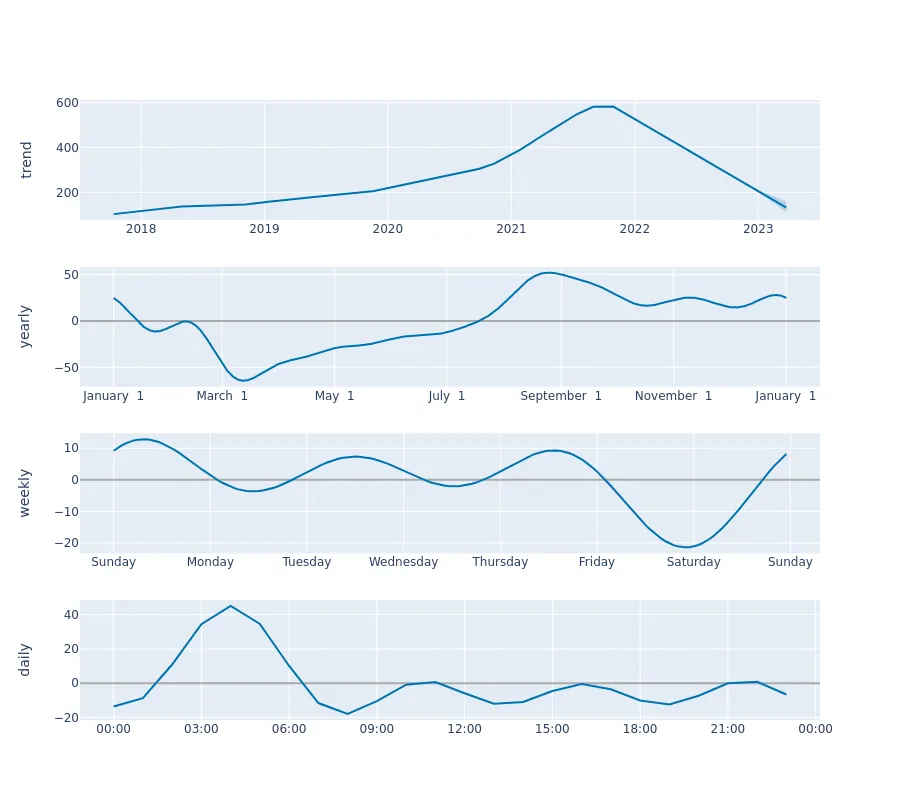 trend
600
400
200
2018 2019 2020 2021 2022 2023
yearly
50
0
−50
January 1 March 1 May 1 July 1 September 1 November 1 January 1
weekly
10
0
−10
−20
Sunday Monday Tuesday Wednesday Thursday Friday Saturday Sunday
daily
40
20
0
−20
00:00 03:00 06:00 09:00 12:00 15:00 18:00 21:00 00:00